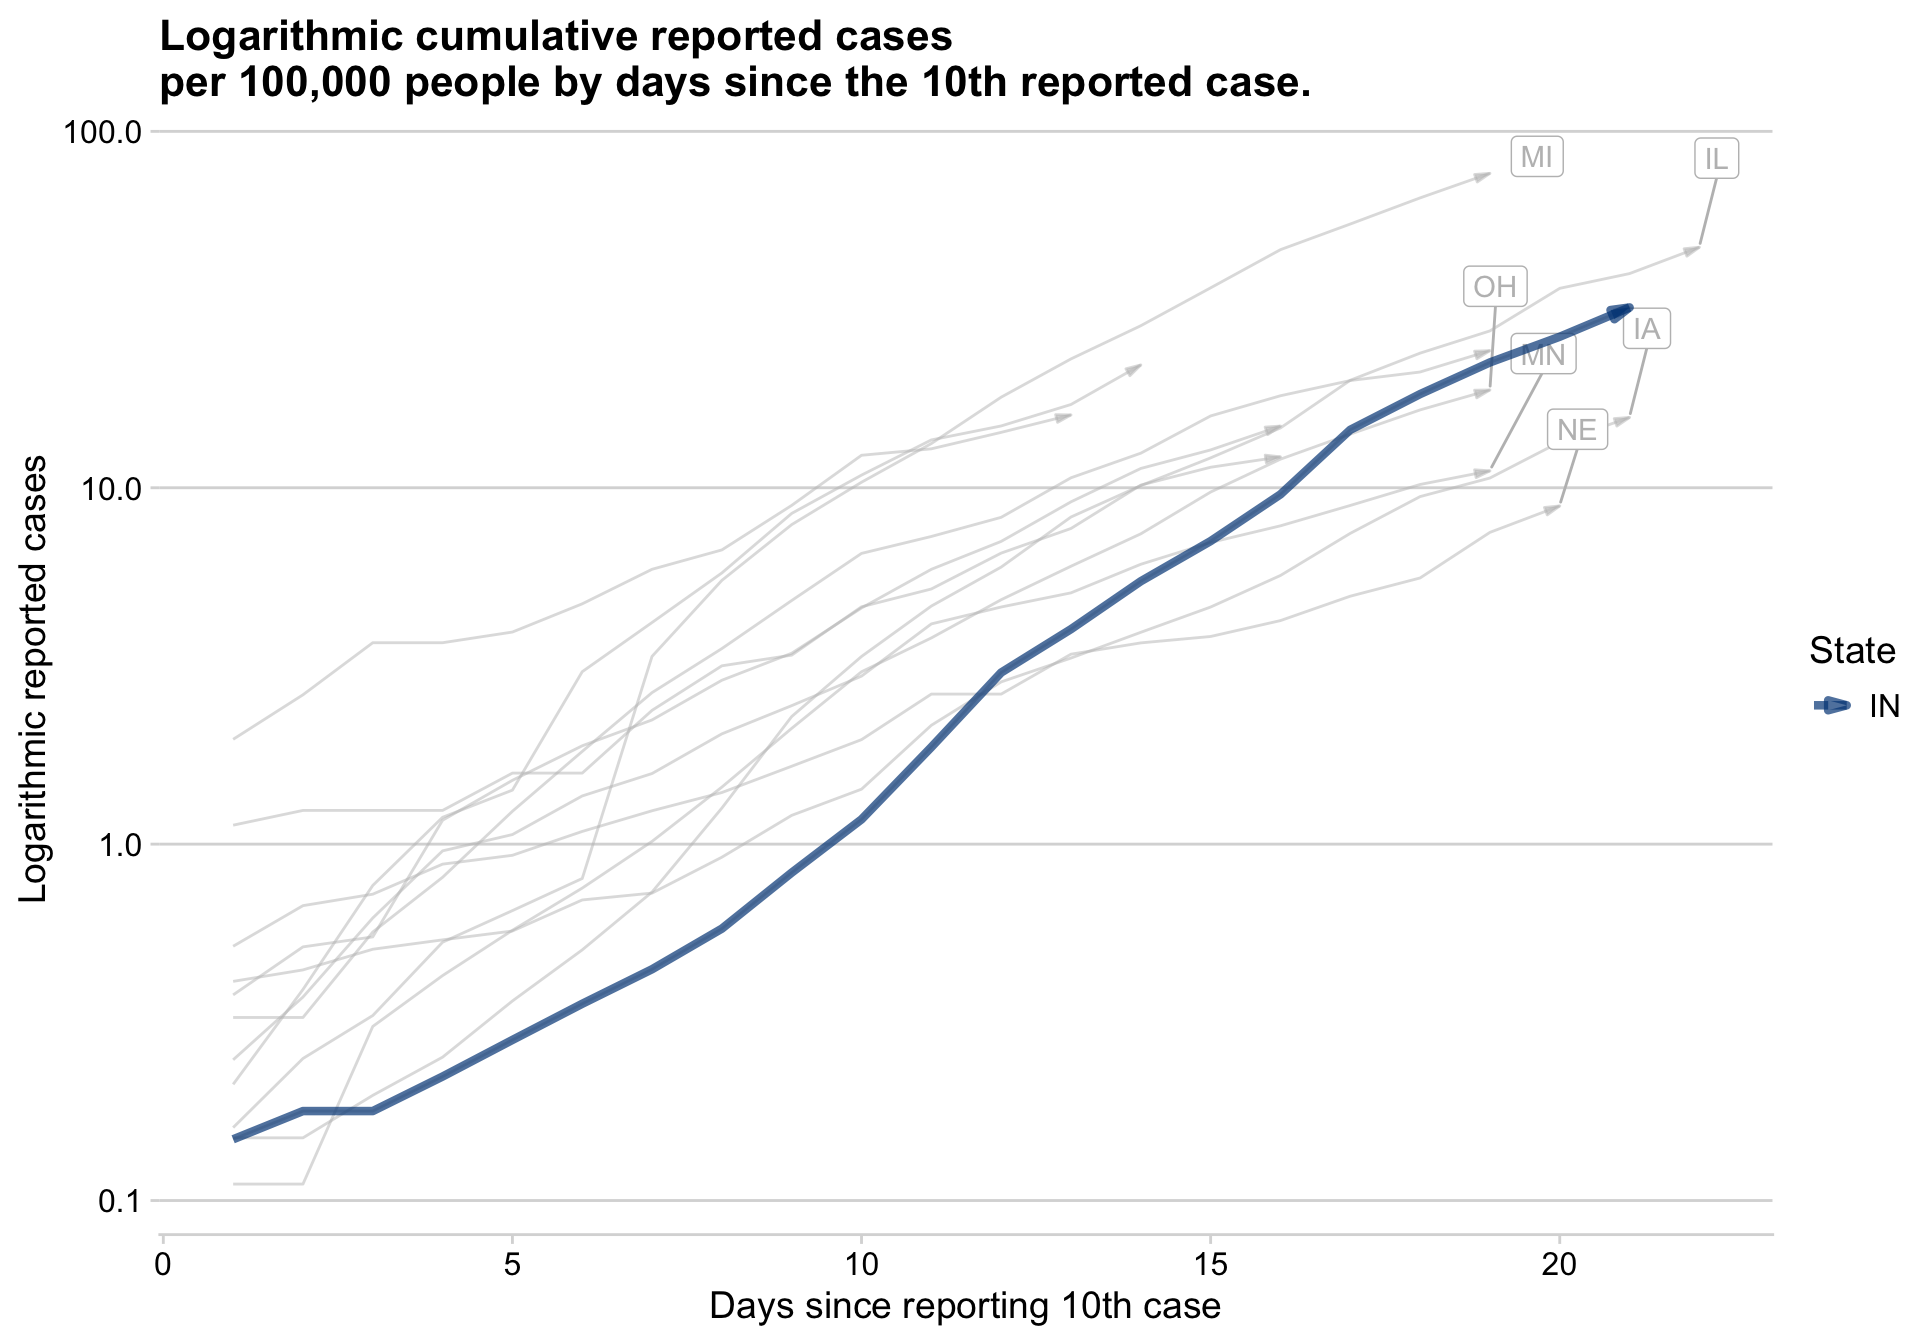 Logarithmic cumulative reported cases
per 100,000 people by days since the 10th reported case.
100.0
10.0
1.0
0.1
Logarithmic reported cases
MI
IL
OH
IA
MN
NE
State
IN
0
5
10
15
20
Days since reporting 10th case